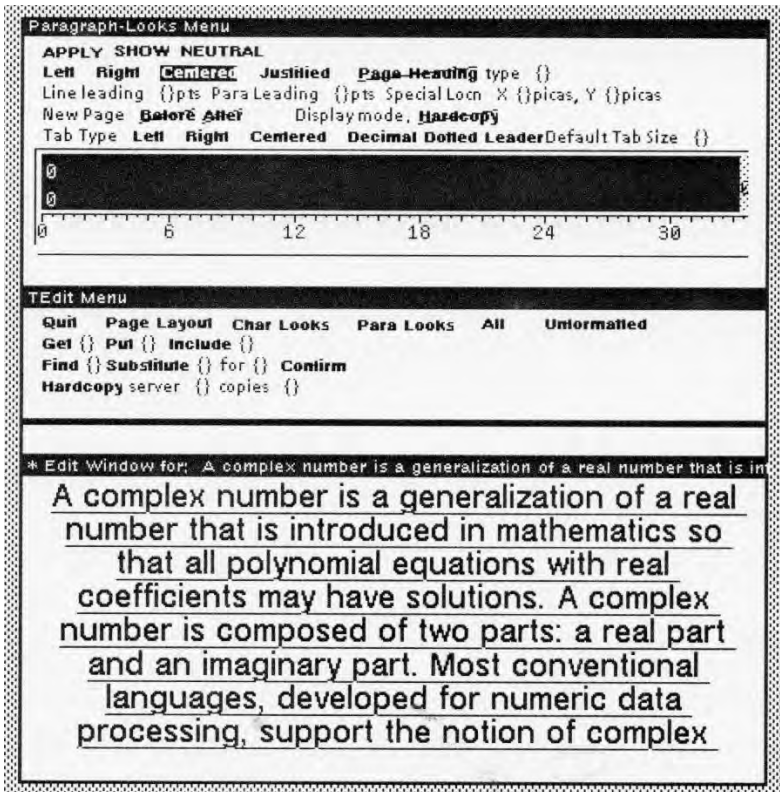 Paragraph-Looks Menu
APPLY SHOW NEUTRAL
Left Right Centered Justified Page Heading type {}
Line leading {}pts Para Leading {}pts Special Locn X {}picas, Y {}picas
New Page Before After Display mode, Hardcopy
Tab Type Left Right Centered Decimal Dotted Leader Default Tab Size {}
0
0
0 6 12 18 24 30
TEdit Menu
Quit Page Layout Char Looks Para Looks All Unformatted
Get {} Put {} Include {}
Find {} Substitute {} for {} Confirm
Hardcopy server {} copies {}
* Edit Window for: A complex number is a generalization of a real number that is int
A complex number is a generalization of a real
number that is introduced in mathematics so
that all polynomial equations with real
coefficients may have solutions. A complex
number is composed of two parts: a real part
and an imaginary part. Most conventional
languages, developed for numeric data
processing, support the notion of complex